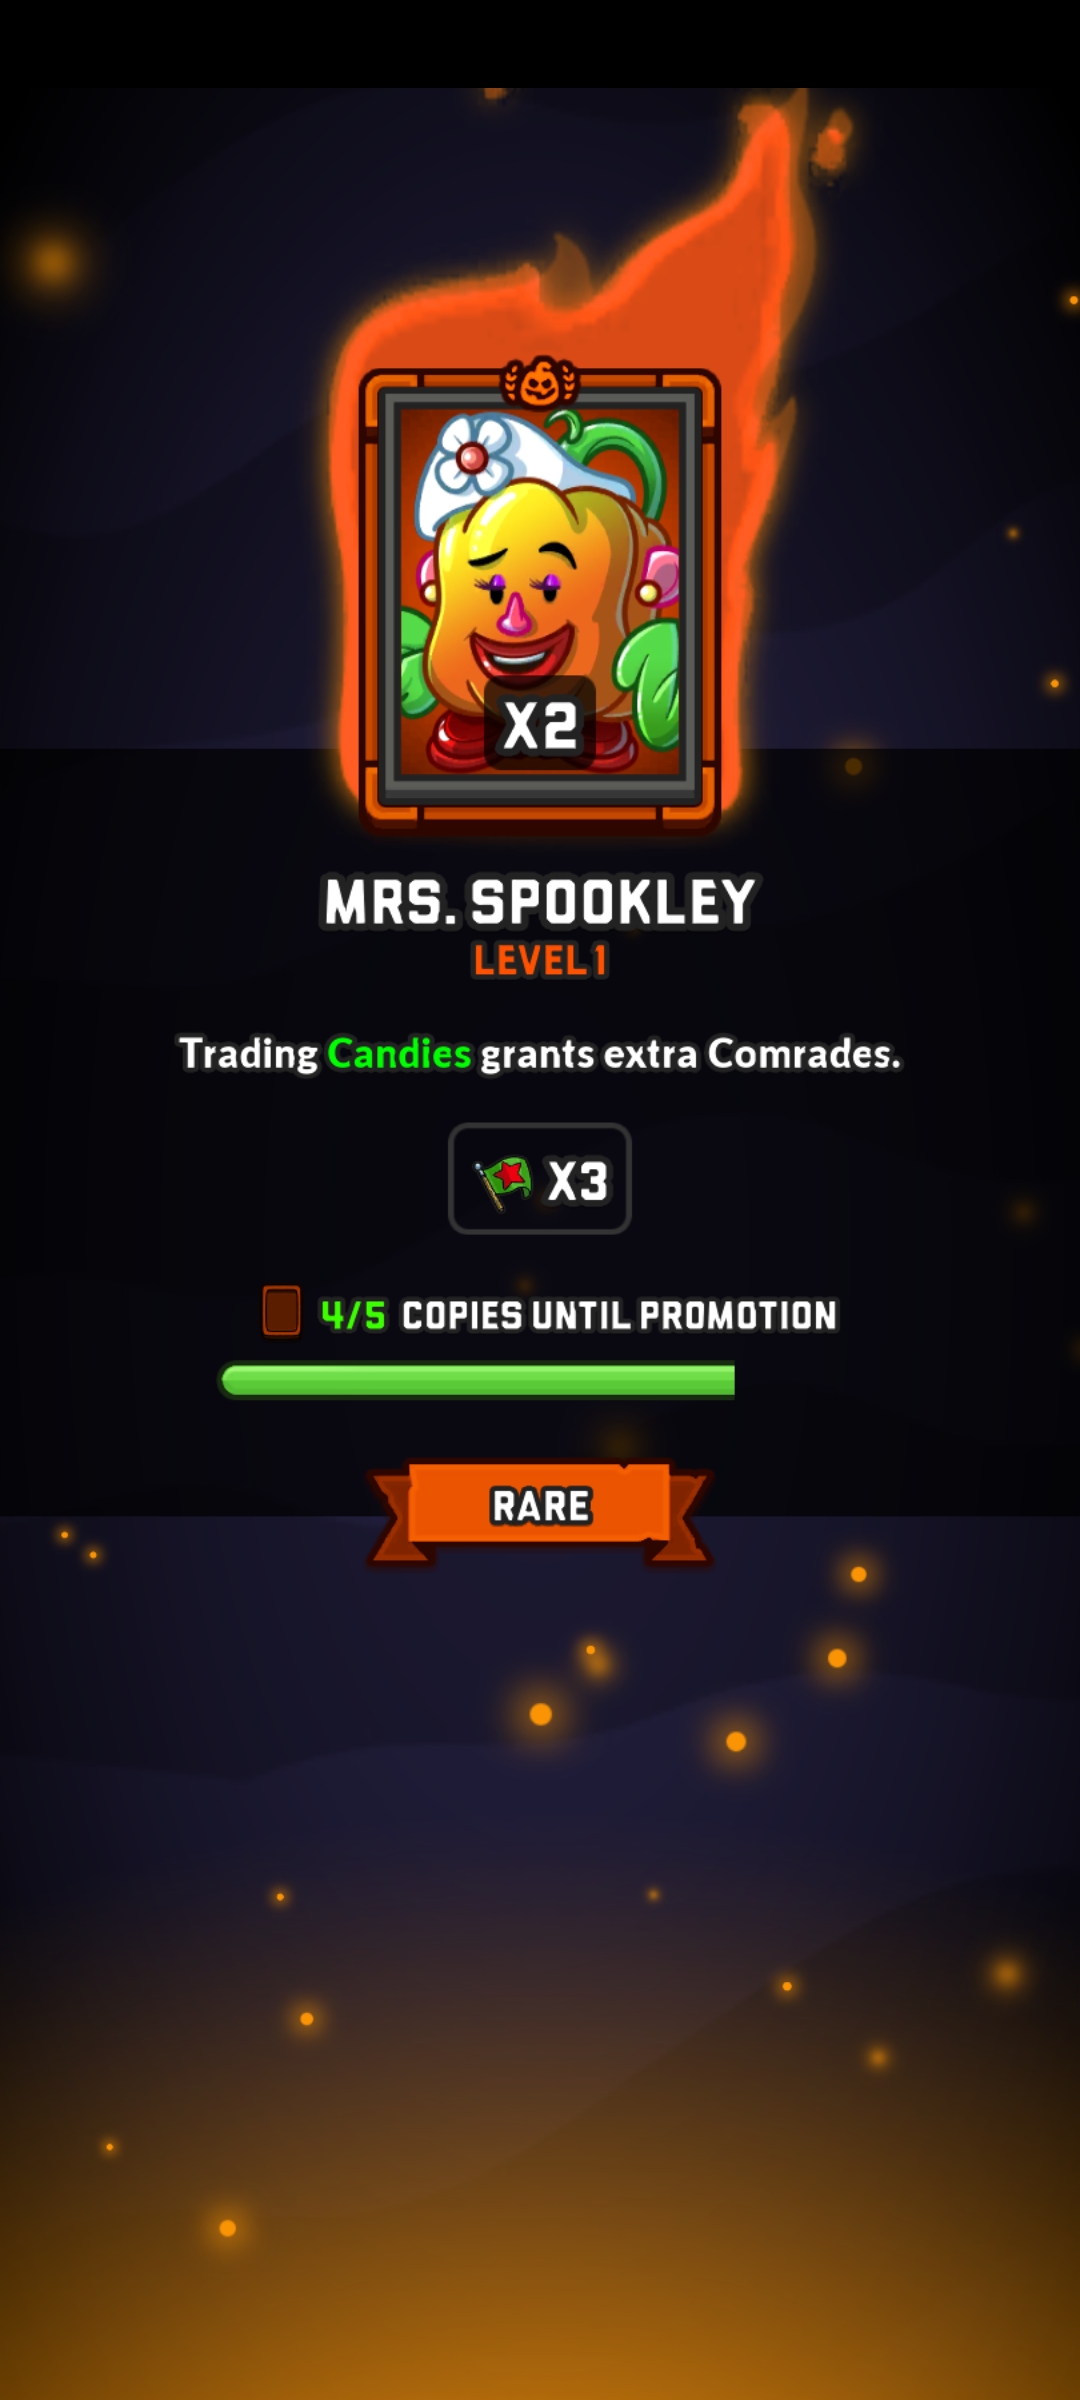 X2
MRS. SPOOKLEY
LEVEL 1
Trading Candies grants extra Comrades.
X3
4/5 COPIES UNTIL PROMOTION
RARE